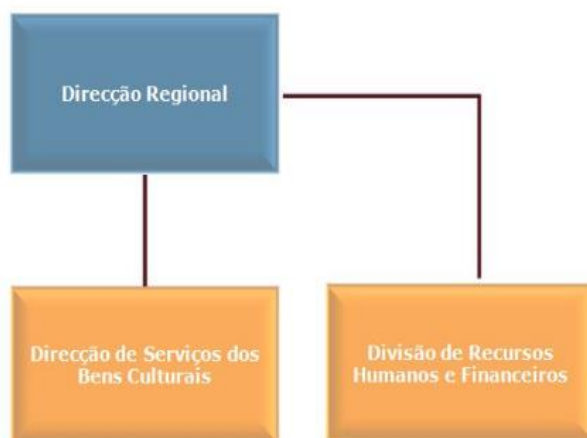 Direcção Regional
Direcção de Serviços dos
Bens Culturais
Divisão de Recursos
Humanos e Financeiros